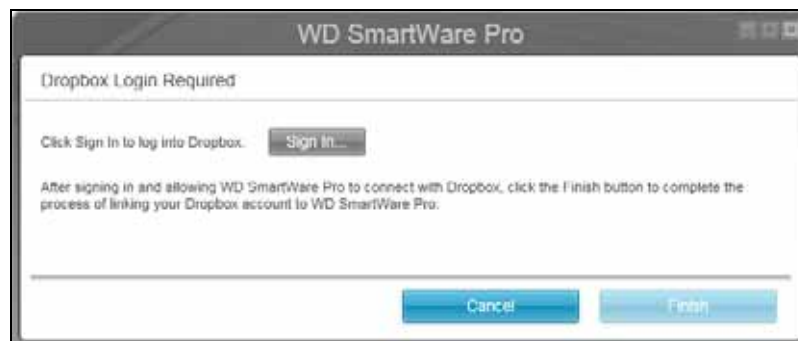 WD SmartWare Pro
Dropbox Login Required
Click Sign In to log into Dropbox. Sign In...
After signing in and allowing WD SmartWare Pro to connect with Dropbox, click the Finish button to complete the
process of linking your Dropbox account to WD SmartWare Pro.
Cancel Finish